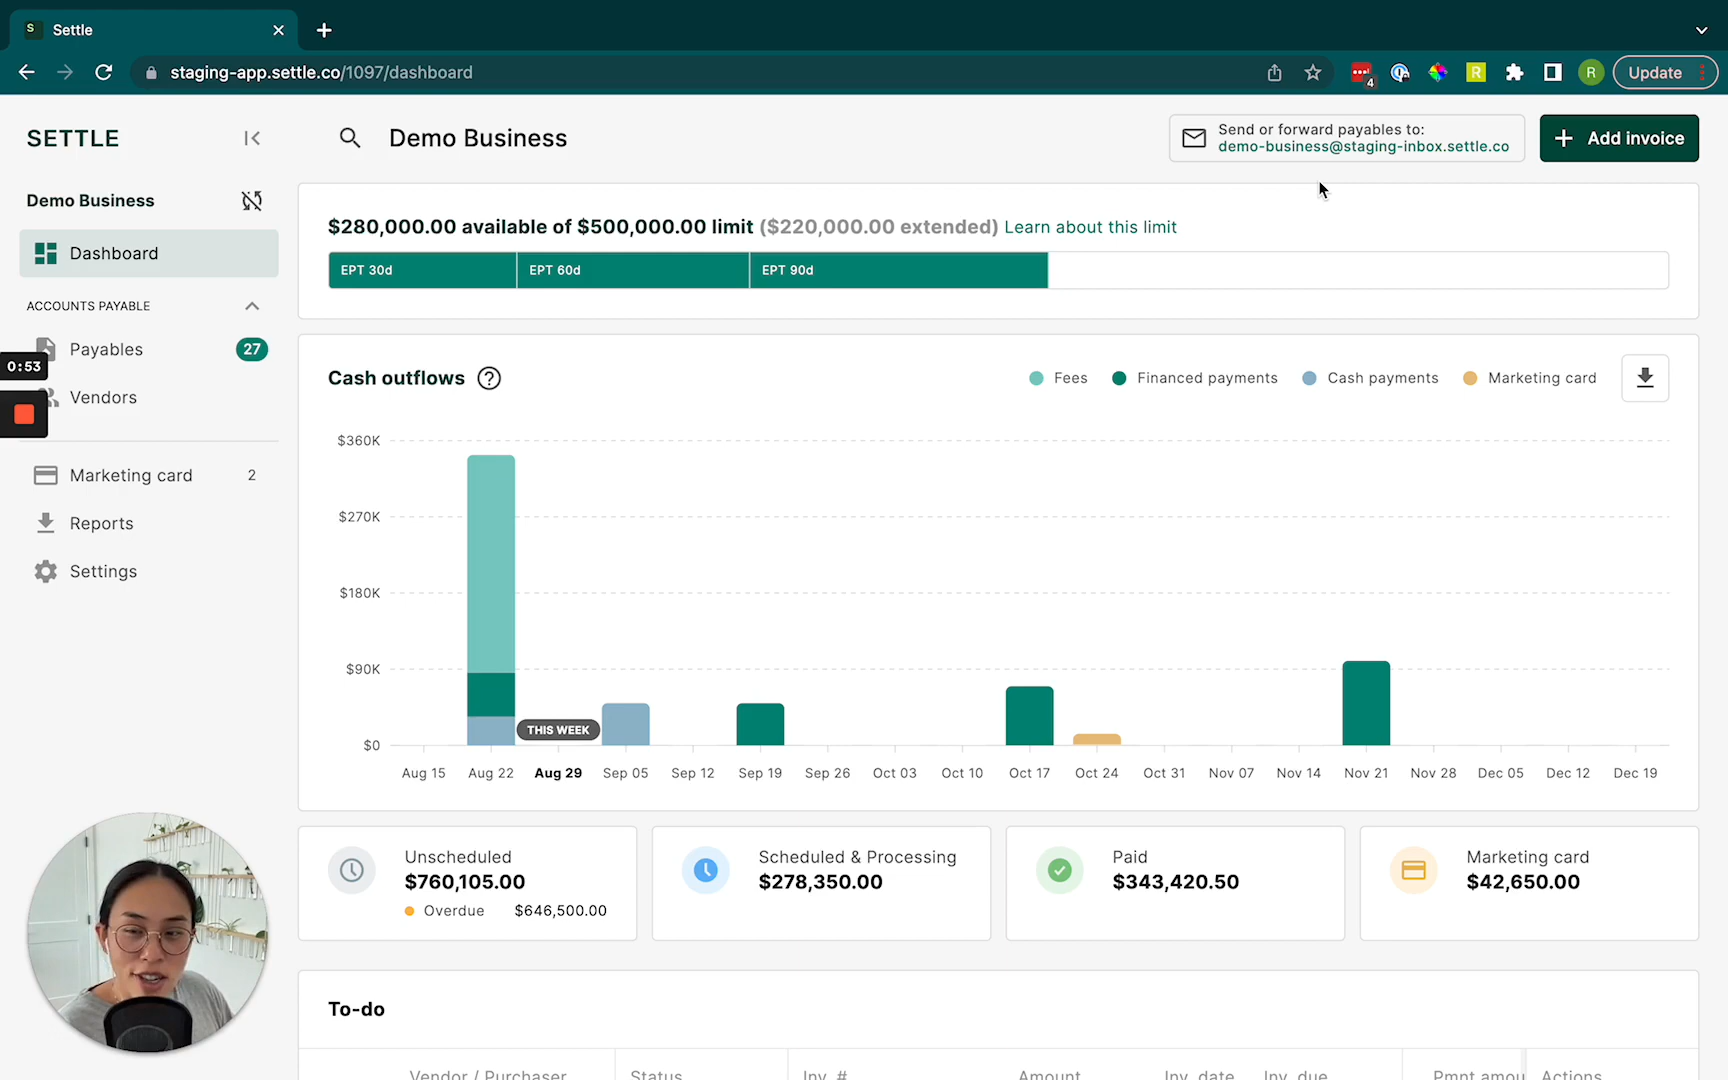 S Settle
staging-app.settle.co/1097/dashboard
4
R
R
Update
SETTLE
Demo Business
Send or forward payables to:
demo-business@staging-inbox.settle.co
Add invoice
Demo Business
Dashboard
ACCOUNTS PAYABLE
Payables 27
0:53
Vendors
Marketing card 2
Reports
Settings
$280,000.00 available of $500,000.00 limit ($220,000.00 extended) Learn about this limit
EPT 30d EPT 60d EPT 90d
Cash outflows ?
Fees Financed payments Cash payments Marketing card
$360K
$270K
$180K
$90K
$0
THIS WEEK
Aug 15 Aug 22 Aug 29 Sep 05 Sep 12 Sep 19 Sep 26 Oct 03 Oct 10 Oct 17 Oct 24 Oct 31 Nov 07 Nov 14 Nov 21 Nov 28 Dec 05 Dec 12 Dec 19
Unscheduled
$760,105.00
Overdue $646,500.00
Scheduled & Processing
$278,350.00
Paid
$343,420.50
Marketing card
$42,650.00
To-do
Vendor / Purchaser Status Inv. # Amount Inv. date Inv. due Pmnt amou Actions